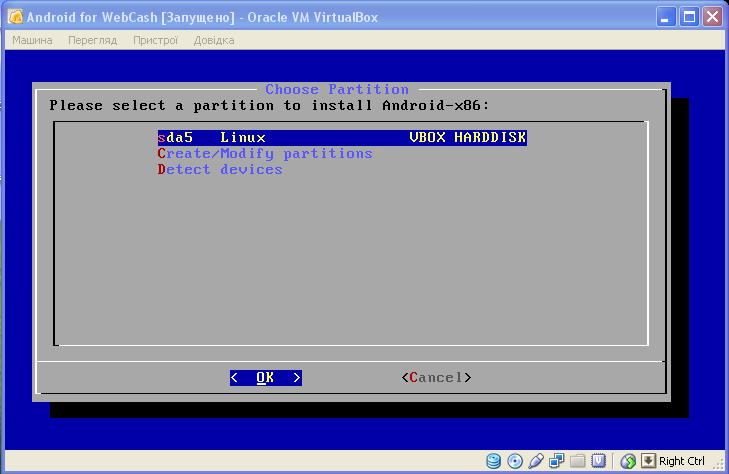 Android for WebCash [Запущено] - Oracle VM VirtualBox
Машина Перегляд Пристрої Довідка
Choose Partition
Please select a partition to install Android-x86:
sda5 Linux VBOX HARDDISK
Create/Modify partitions
Detect devices
< OK > <Cancel>
Right Ctrl